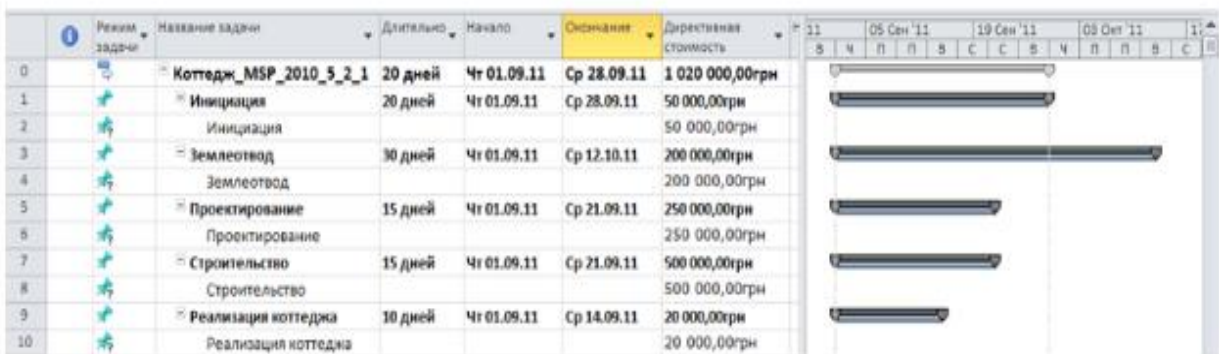 Режим задачи Название задачи Длительно Начало Окончание Директивная стоимость 11 05 Сен '11 19 Сен '11 03 Окт '11
В Ч П П В С С В Ч П П В С
0 Коттедж_MSP_2010_5_2_1 20 дней Чт 01.09.11 Ср 28.09.11 1 020 000,00грн
1 Инициация 20 дней Чт 01.09.11 Ср 28.09.11 50 000,00грн
2 Инициация 50 000,00грн
3 Землеотвод 30 дней Чт 01.09.11 Ср 12.10.11 200 000,00грн
4 Землеотвод 200 000,00грн
5 Проектирование 15 дней Чт 01.09.11 Ср 21.09.11 250 000,00грн
6 Проектирование 250 000,00грн
7 Строительство 15 дней Чт 01.09.11 Ср 21.09.11 500 000,00грн
8 Строительство 500 000,00грн
9 Реализация коттеджа 10 дней Чт 01.09.11 Ср 14.09.11 20 000,00грн
10 Реализация коттеджа 20 000,00грн